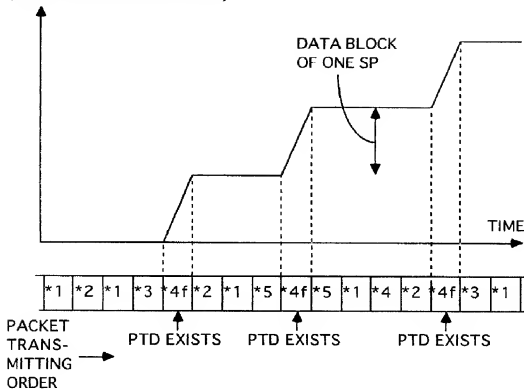 DATA BLOCK
OF ONE SP
TIME
*1 *2 *1 *3 *4f *2 *1 *5 *4f *5 *1 *4 *2 *4f *3 *1
PACKET
TRANS-
MITTING
ORDER
PTD EXISTS PTD EXISTS PTD EXISTS